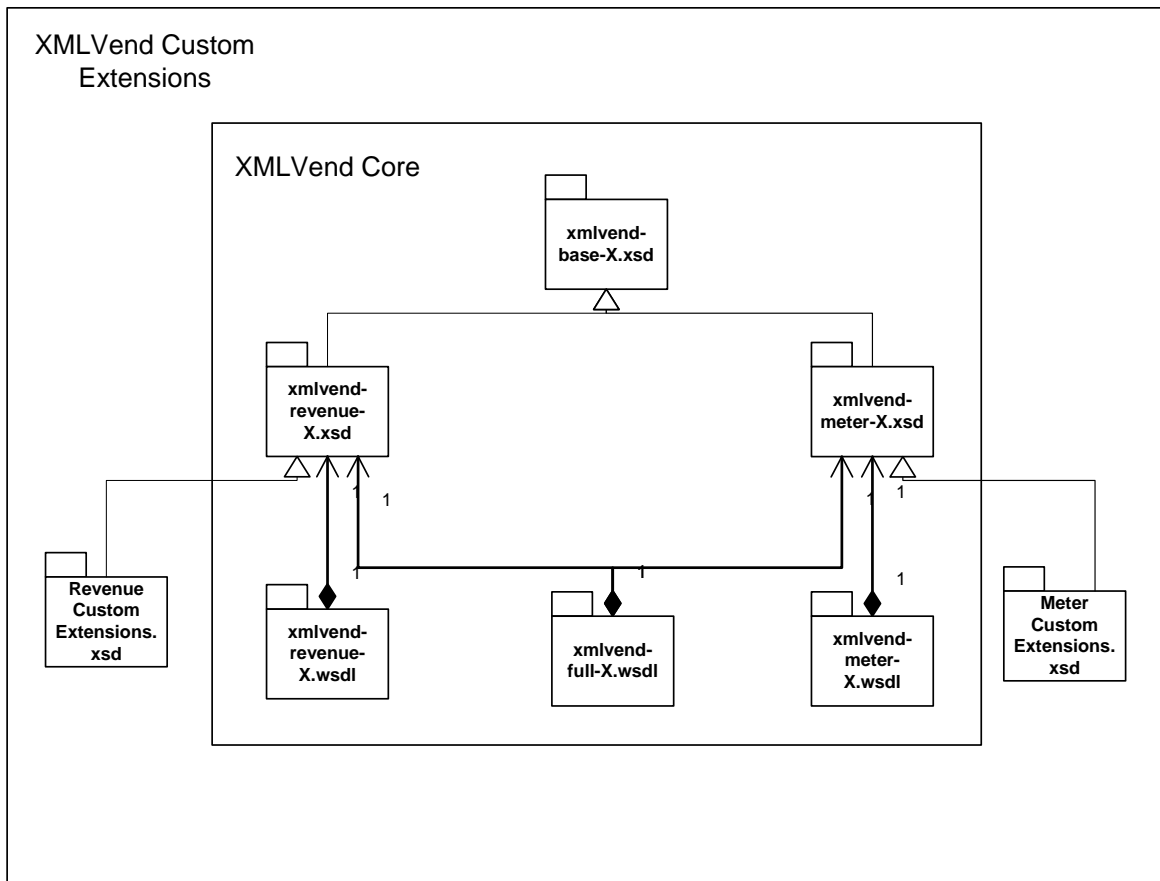 XMLVend Custom
Extensions
XMLVend Core
xmlvend-
base-X.xsd
xmlvend-
revenue-
X.xsd
xmlvend-
meter-X.xsd
1
1
1
1
1
1
1
Revenue
Custom
Extensions.
xsd
xmlvend-
revenue-
X.wsdl
xmlvend-
full-X.wsdl
xmlvend-
meter-
X.wsdl
Meter
Custom
Extensions.
xsd